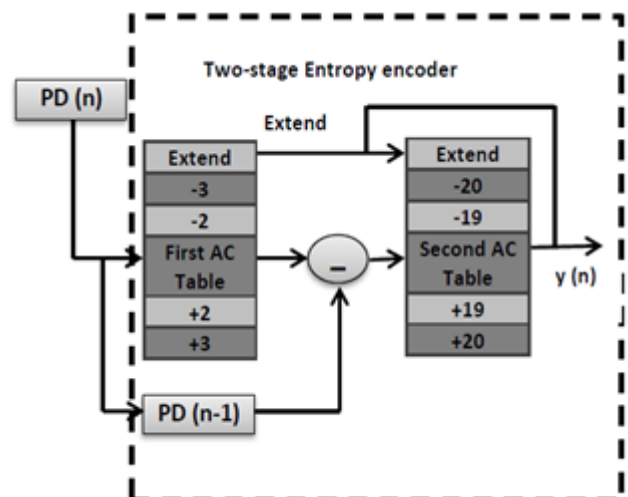 Two-stage Entropy encoder
PD (n)
Extend
Extend
-3
-2
First AC
Table
+2
+3
−
Extend
-20
-19
Second AC
Table
+19
+20
y (n)
PD (n-1)